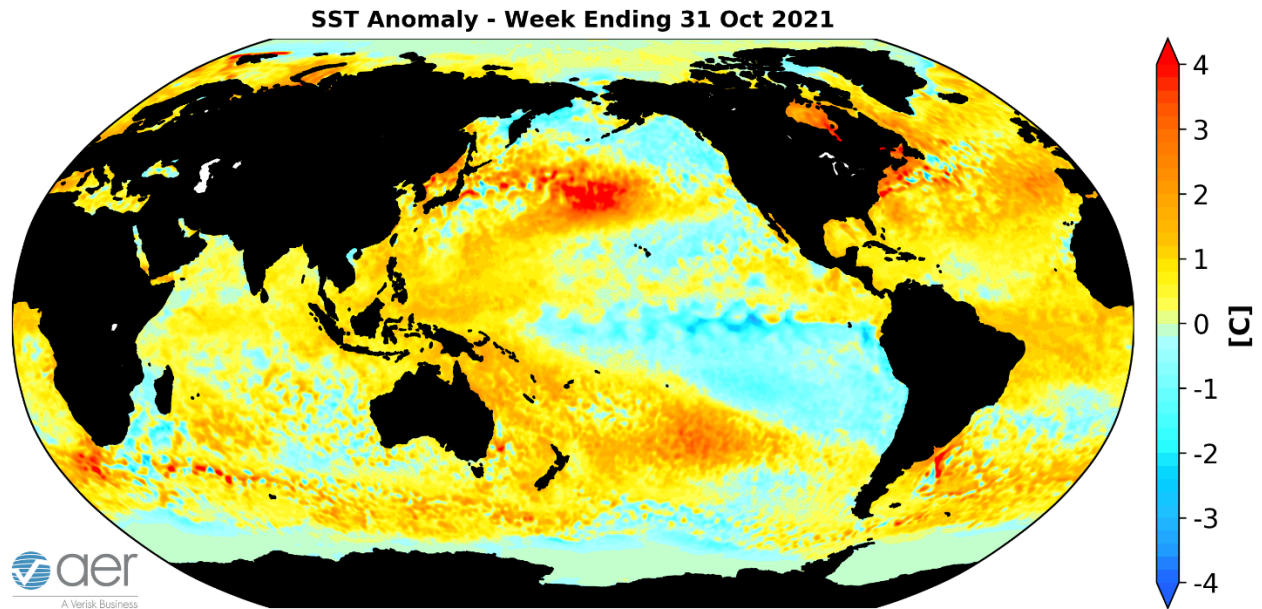 SST Anomaly - Week Ending 31 Oct 2021
4
3
2
1
0
-1
-2
-3
-4
[C]
aer
A Verisk Business